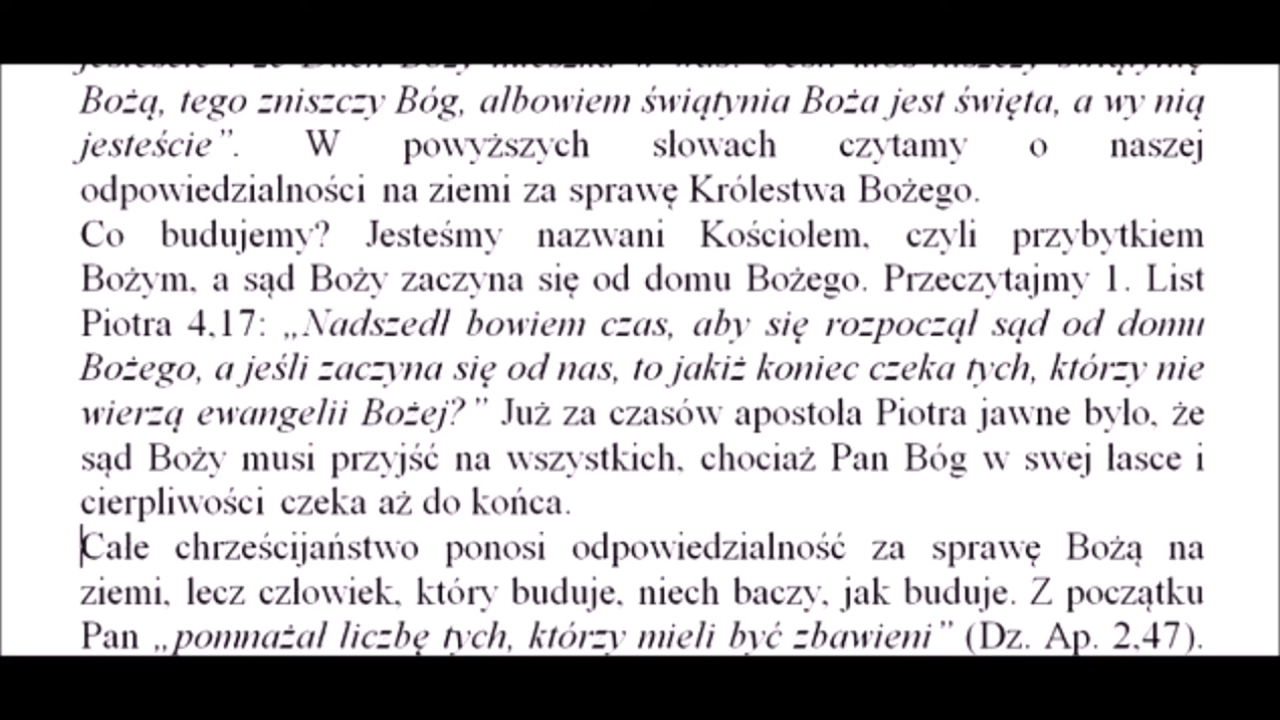 Bożą, tego zniszczy Bóg, albowiem świątynia Boża jest święta, a wy nią
jesteście”. W powyższych słowach czytamy o naszej
odpowiedzialności na ziemi za sprawę Królestwa Bożego.
Co budujemy? Jesteśmy nazwani Kościołem, czyli przybytkiem
Bożym, a sąd Boży zaczyna się od domu Bożego. Przeczytajmy 1. List
Piotra 4,17: „Nadszedł bowiem czas, aby się rozpoczął sąd od domu
Bożego, a jeśli zaczyna się od nas, to jakiż koniec czeka tych, którzy nie
wierzą ewangelii Bożej?” Już za czasów apostoła Piotra jawne było, że
sąd Boży musi przyjść na wszystkich, chociaż Pan Bóg w swej łasce i
cierpliwości czeka aż do końca.
Całe chrześcijaństwo ponosi odpowiedzialność za sprawę Bożą na
ziemi, lecz człowiek, który buduje, niech baczy, jak buduje. Z początku
Pan „pomnażał liczbę tych, którzy mieli być zbawieni” (Dz. Ap. 2,47).